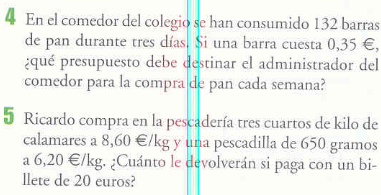 4 En el comedor del colegio se han consumido 132 barras
de pan durante tres días. Si una barra cuesta 0,35 €,
¿qué presupuesto debe destinar el administrador del
comedor para la compra de pan cada semana?
5 Ricardo compra en la pescadería tres cuartos de kilo de
calamares a 8,60 €/kg y una pescadilla de 650 gramos
a 6,20 €/kg. ¿Cuánto le devolverán si paga con un bi-
llete de 20 euros?